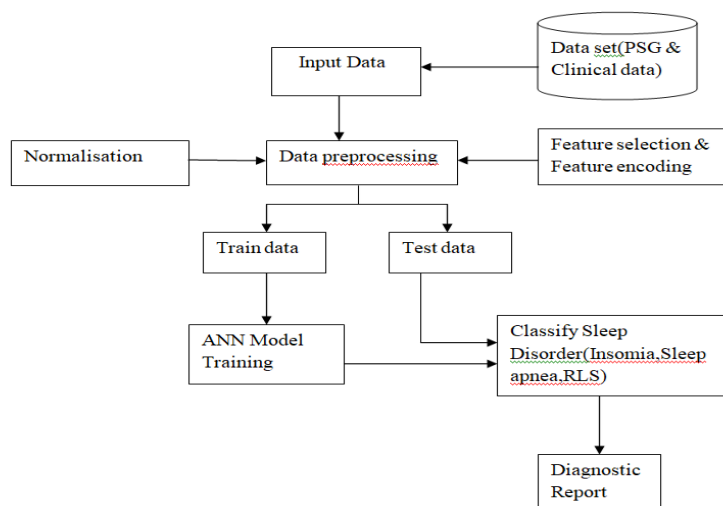 Data set(PSG &
Clinical data)
Input Data
Normalisation
Data preprocessing
Feature selection &
Feature encoding
Train data
Test data
ANN Model
Training
Classify Sleep
Disorder(Insomia,Sleep
apnea,RLS)
Diagnostic
Report